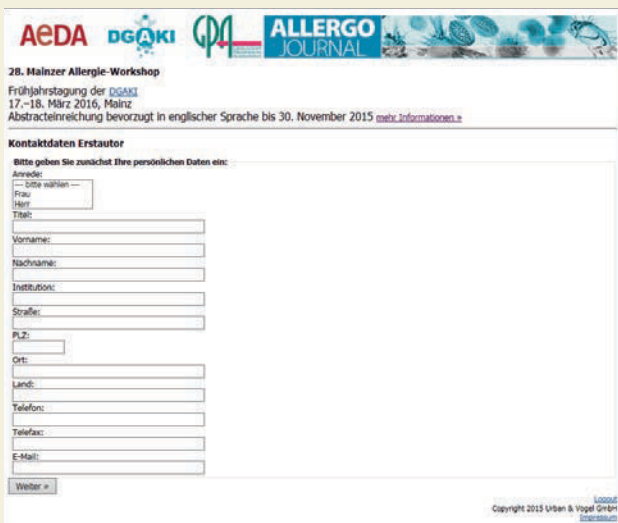 AeDA DGAKI GPA ALLERGO
JOURNAL
28. Mainzer Allergie-Workshop
Frühjahrstagung der DGAKI
17.–18. März 2016, Mainz
Abstracteinreichung bevorzugt in englischer Sprache bis 30. November 2015 mehr Informationen »
Kontaktdaten Erstautor
Bitte geben Sie zunächst Ihre persönlichen Daten ein:
Anrede:
--- bitte wählen ---
Frau
Herr
Titel:
Vorname:
Nachname:
Institution:
Straße:
PLZ:
Ort:
Land:
Telefon:
Telefax:
E-Mail:
Weiter »
Logout
Copyright 2015 Urban & Vogel GmbH
Impressum